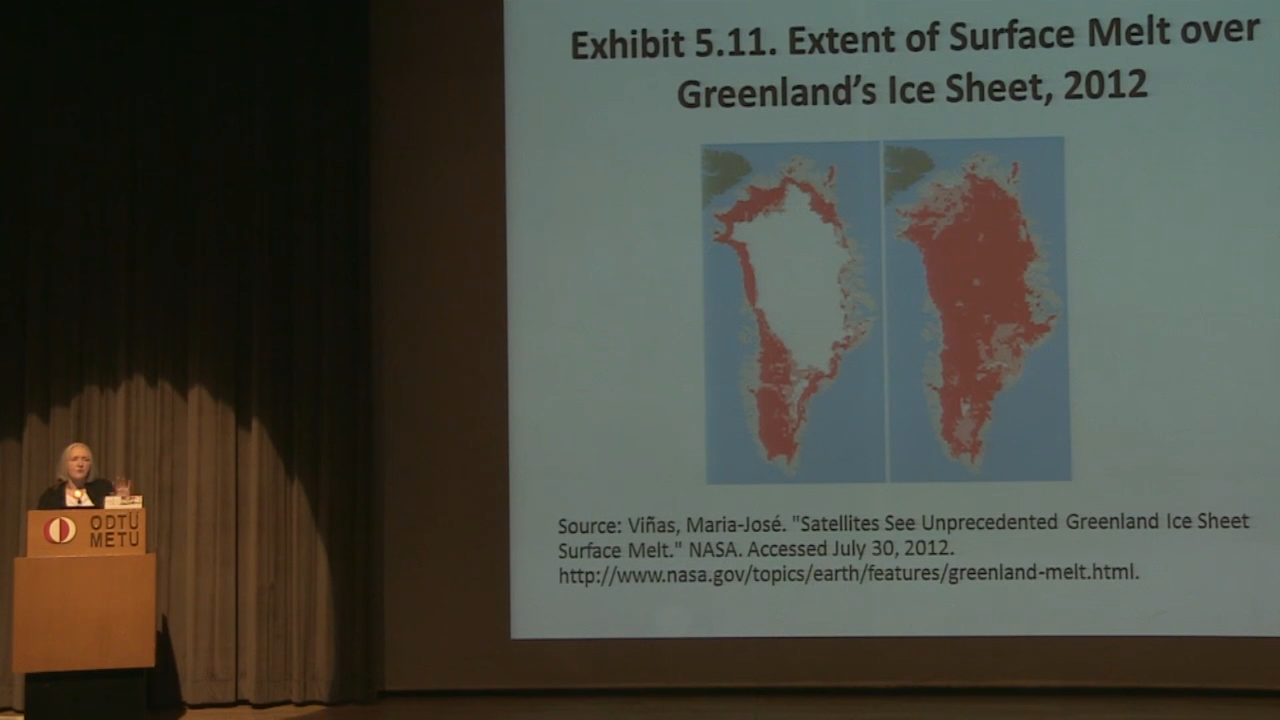 Exhibit 5.11. Extent of Surface Melt over
Greenland's Ice Sheet, 2012
Source: Viñas, Maria-José. "Satellites See Unprecedented Greenland Ice Sheet
Surface Melt." NASA. Accessed July 30, 2012.
http://www.nasa.gov/topics/earth/features/greenland-melt.html.
ODTÜ
METU